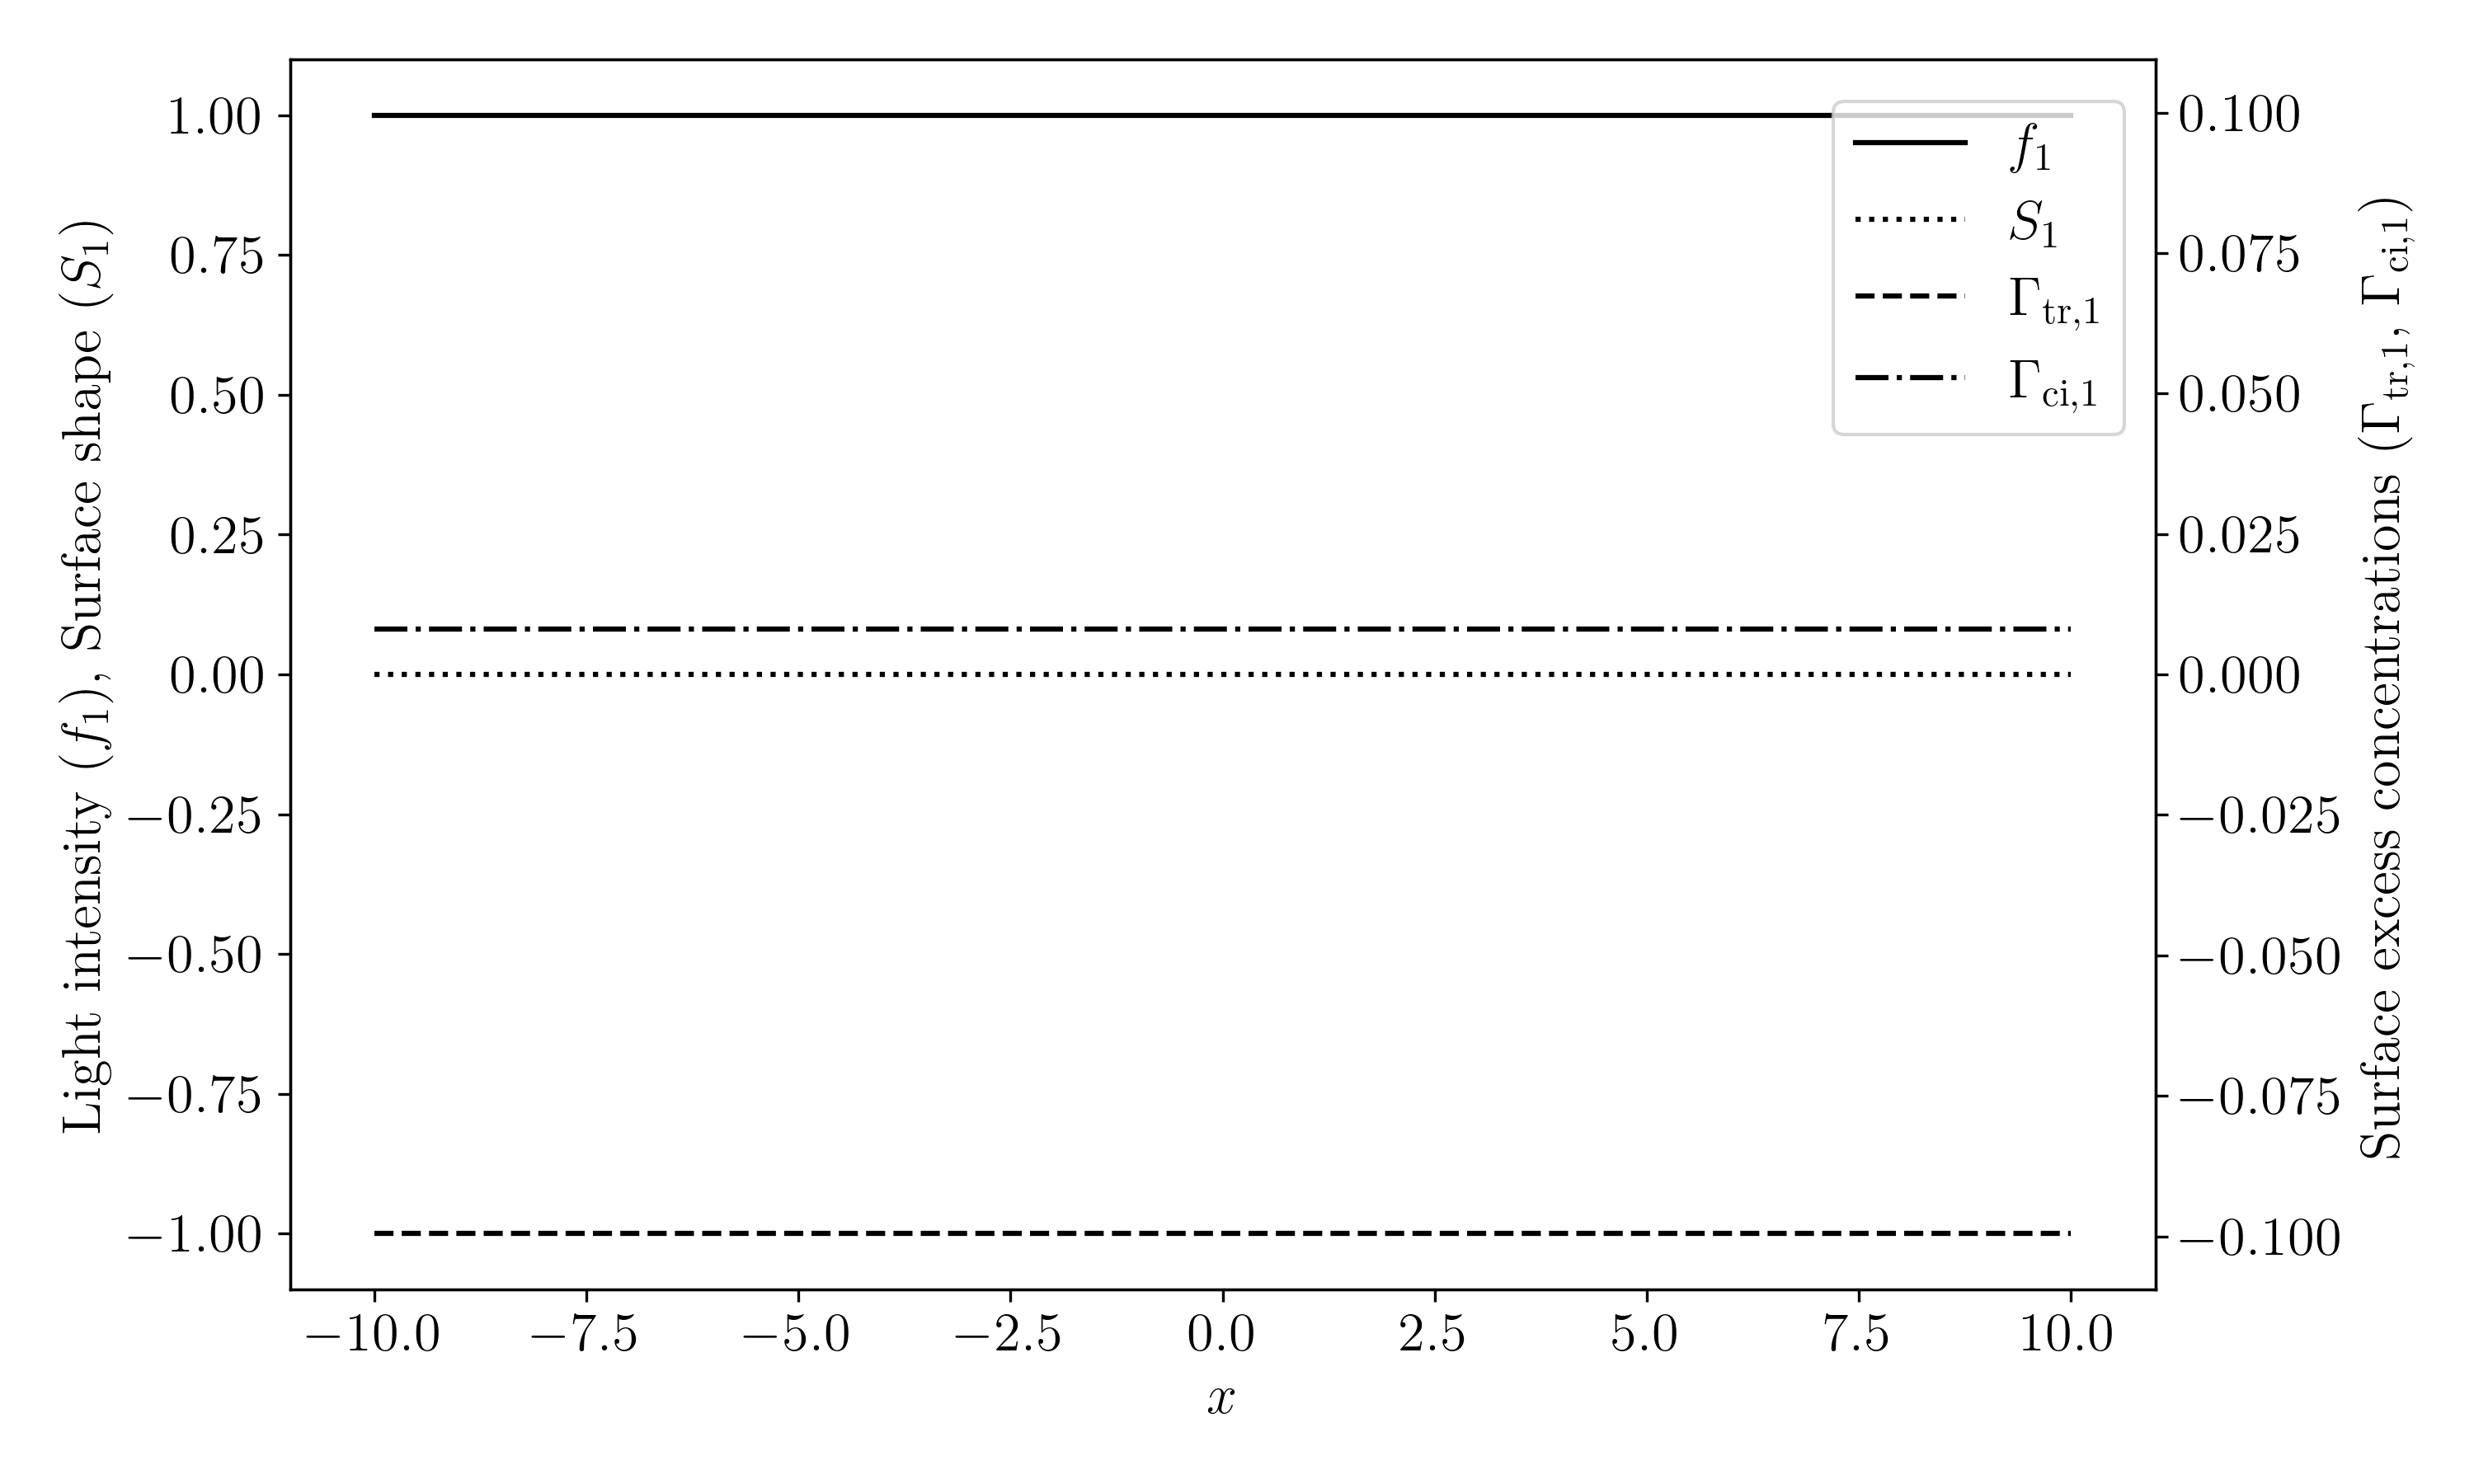 Light intensity (f1), Surface shape (S1)
1.00
0.75
0.50
0.25
0.00
−0.25
−0.50
−0.75
−1.00
f1
S1
Γtr,1
Γci,1
0.100
0.075
0.050
0.025
0.000
−0.025
−0.050
−0.075
−0.100
Surface excess concentrations (Γtr,1, Γci,1)
−10.0 −7.5 −5.0 −2.5 0.0 2.5 5.0 7.5 10.0
x